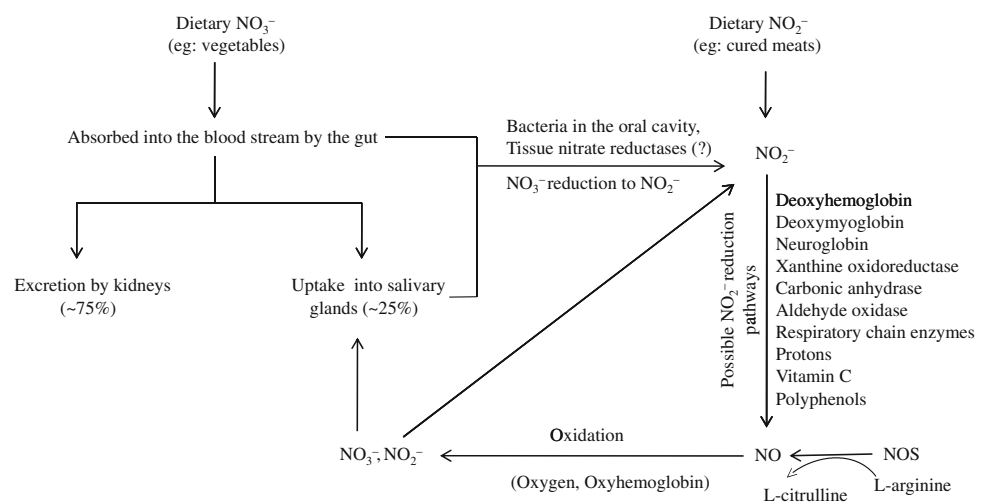 Dietary NO₃⁻
(eg: vegetables)
Dietary NO₂⁻
(eg: cured meats)
Absorbed into the blood stream by the gut
Bacteria in the oral cavity,
Tissue nitrate reductases (?)
NO₃⁻ reduction to NO₂⁻
NO₂⁻
Excretion by kidneys
(~75%)
Uptake into salivary
glands (~25%)
Possible NO₂⁻ reduction
pathways
Deoxyhemoglobin
Deoxymyoglobin
Neuroglobin
Xanthine oxidoreductase
Carbonic anhydrase
Aldehyde oxidase
Respiratory chain enzymes
Protons
Vitamin C
Polyphenols
NO₃⁻, NO₂⁻
Oxidation
(Oxygen, Oxyhemoglobin)
NO
NOS
L-arginine
L-citrulline